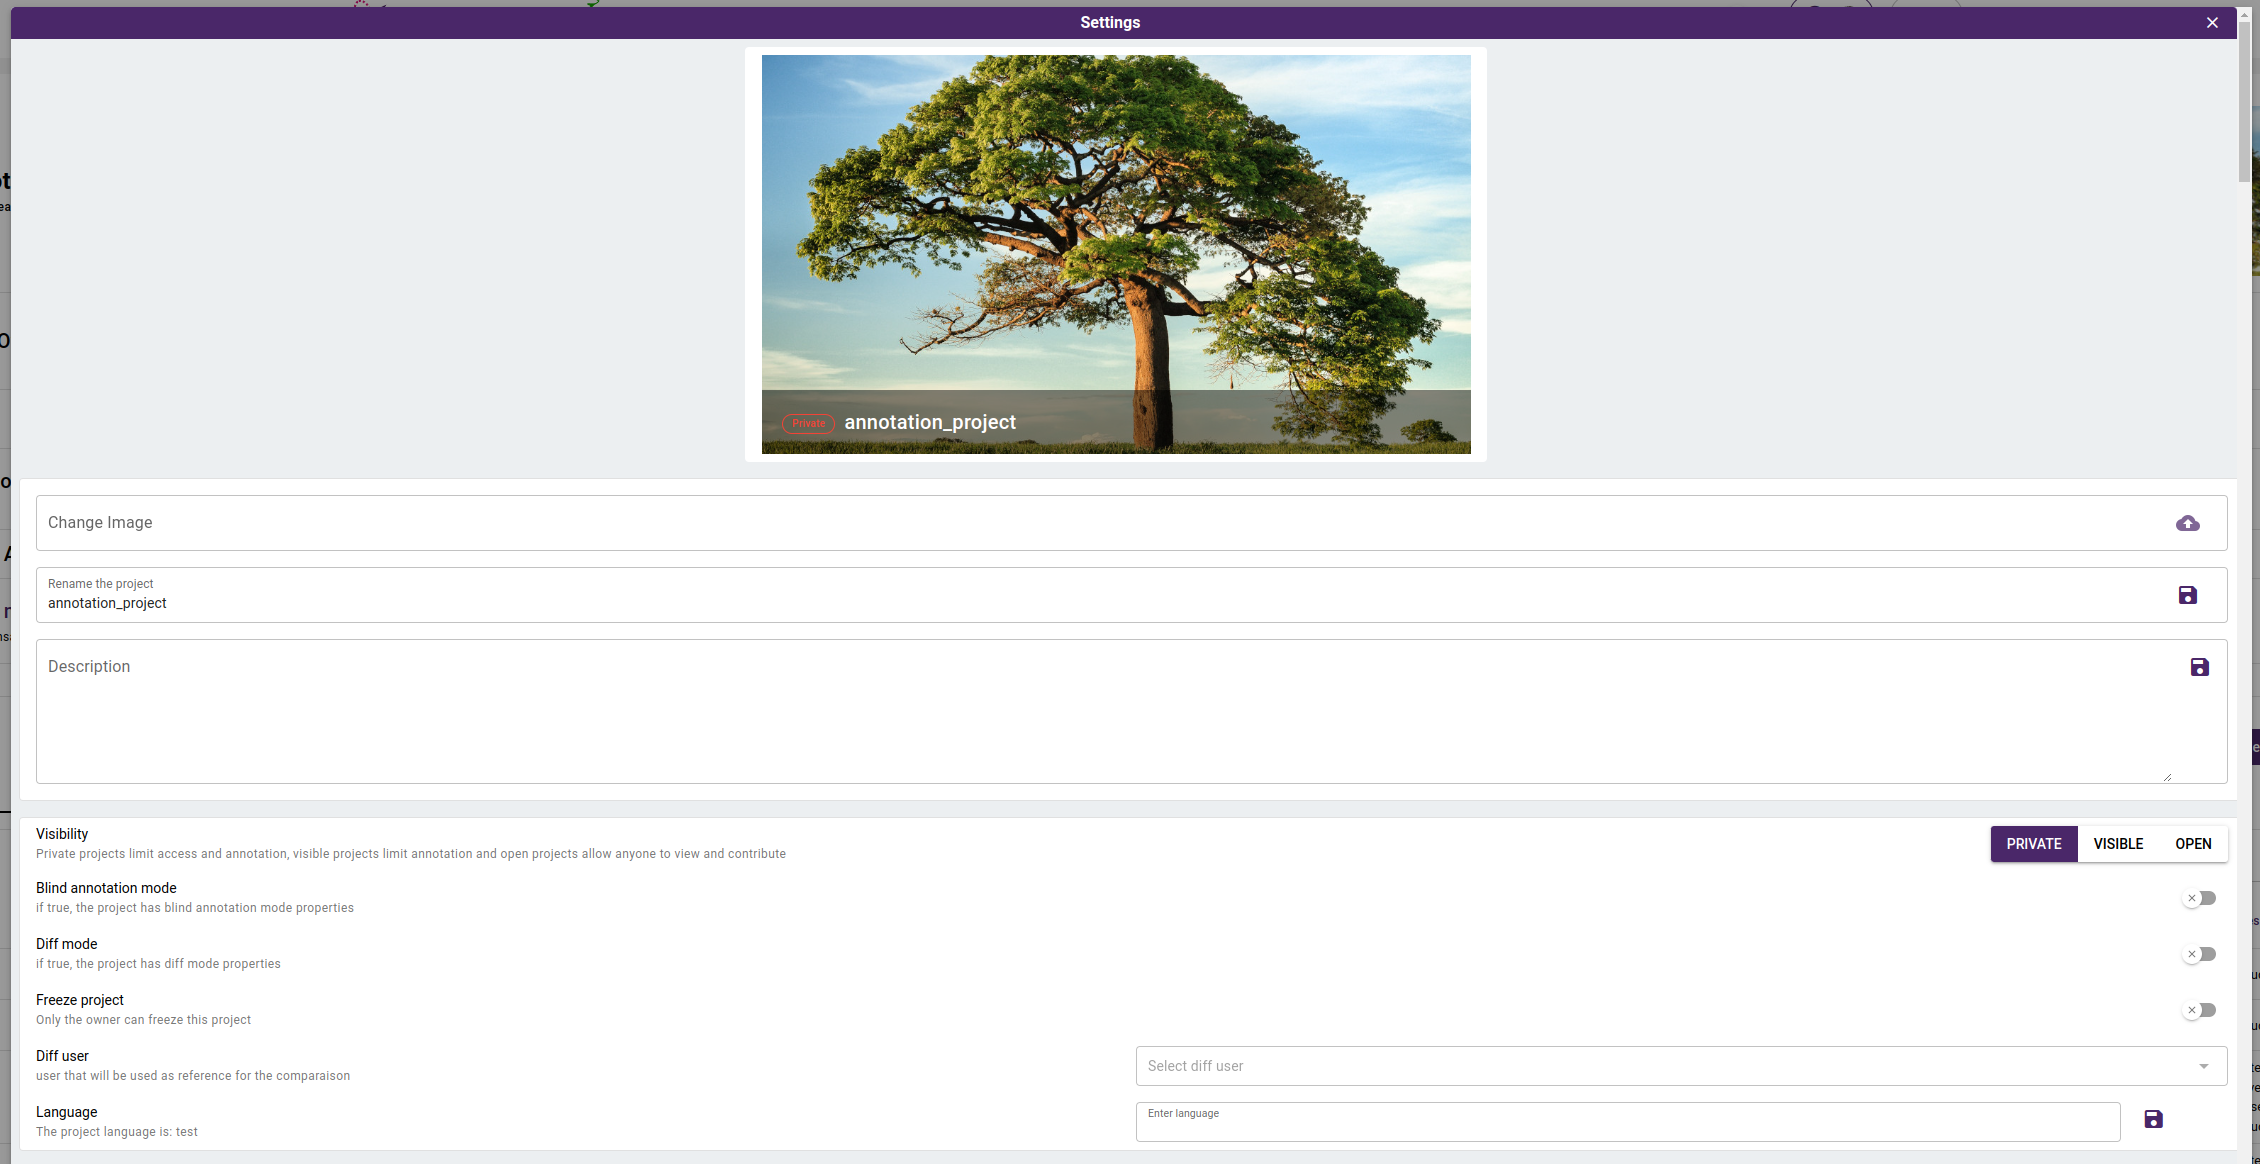 Settings
Private annotation_project
Change Image
Rename the project
annotation_project
Description
Visibility
Private projects limit access and annotation, visible projects limit annotation and open projects allow anyone to view and contribute
PRIVATE VISIBLE OPEN
Blind annotation mode
if true, the project has blind annotation mode properties
Diff mode
if true, the project has diff mode properties
Freeze project
Only the owner can freeze this project
Diff user
user that will be used as reference for the comparaison
Select diff user
Language
The project language is: test
Enter language